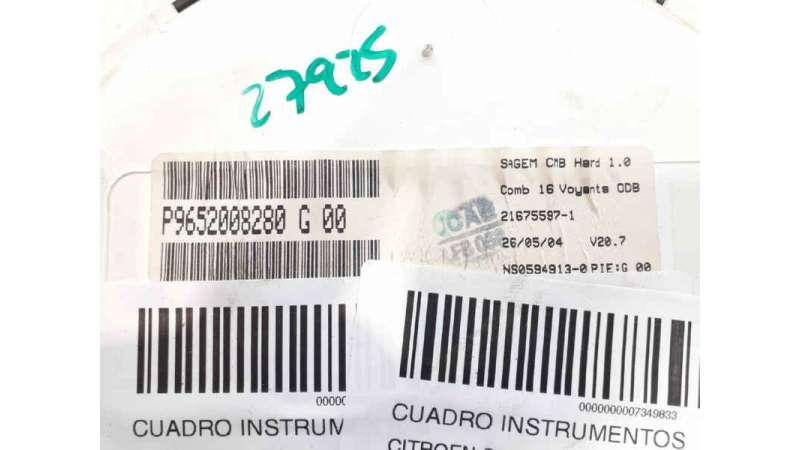 27925
SAGEM CMB Hard 1.0
Comb 16 Voyants ODB
P9652008280 G 00
21675597-1
26/05/04 V20.7
NS0594913-0 PIE:G 00
0000000007349833
CUADRO INSTRUM
CUADRO INSTRUMENTOS